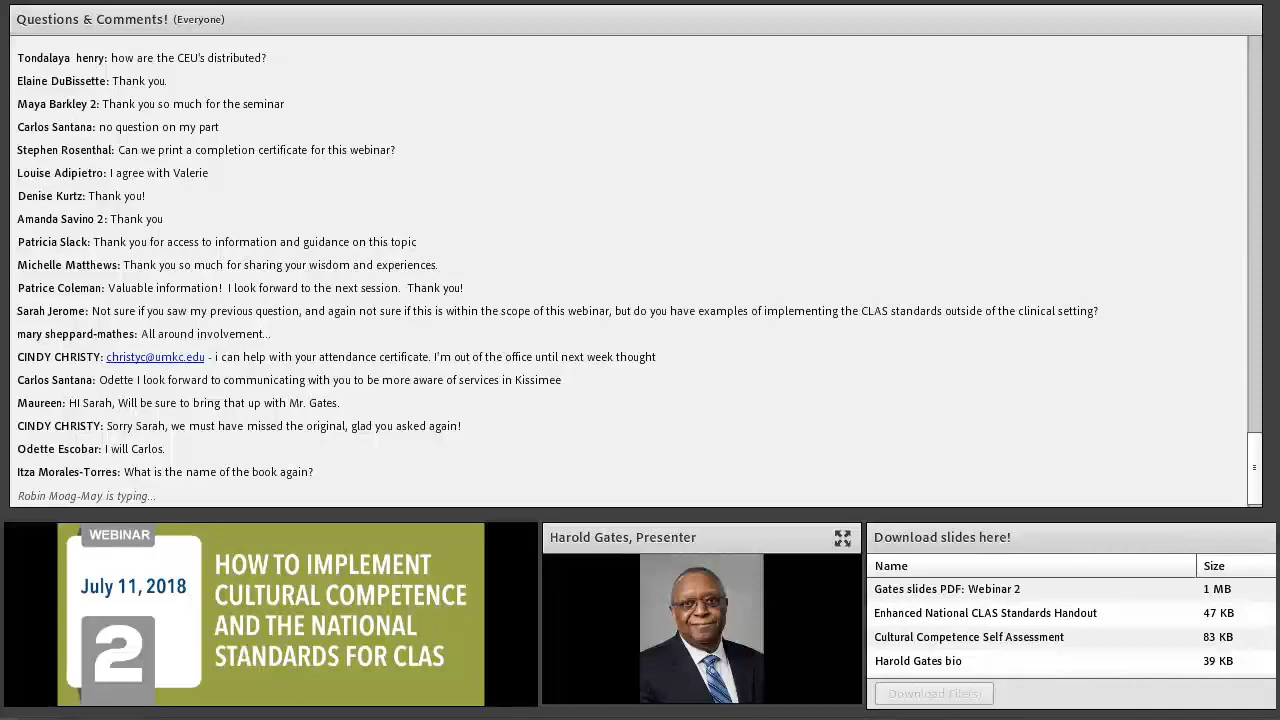 Questions & Comments! (Everyone)
Tondalaya  henry: how are the CEU's distributed?
Elaine DuBissette: Thank you.
Maya Barkley 2: Thank you so much for the seminar
Carlos Santana: no question on my part
Stephen Rosenthal: Can we print a completion certificate for this webinar?
Louise Adipietro: I agree with Valerie
Denise Kurtz: Thank you!
Amanda Savino 2: Thank you
Patricia Slack: Thank you for access to information and guidance on this topic
Michelle Matthews: Thank you so much for sharing your wisdom and experiences.
Patrice Coleman: Valuable information!  I look forward to the next session.  Thank you!
Sarah Jerome: Not sure if you saw my previous question, and again not sure if this is within the scope of this webinar, but do you have examples of implementing the CLAS standards outside of the clinical setting?
mary sheppard-mathes: All around involvement...
CINDY CHRISTY: christyc@umkc.edu - i can help with your attendance certificate. I'm out of the office until next week thought
Carlos Santana: Odette I look forward to communicating with you to be more aware of services in Kissimee
Maureen: HI Sarah, Will be sure to bring that up with Mr. Gates.
CINDY CHRISTY: Sorry Sarah, we must have missed the original, glad you asked again!
Odette Escobar: I will Carlos.
Itza Morales-Torres: What is the name of the book again?
Robin Moag-May is typing...
WEBINAR
July 11, 2018
2
HOW TO IMPLEMENT
CULTURAL COMPETENCE
AND THE NATIONAL
STANDARDS FOR CLAS
Harold Gates, Presenter
Download slides here!
Name Size
Gates slides PDF: Webinar 2 1 MB
Enhanced National CLAS Standards Handout 47 KB
Cultural Competence Self Assessment 83 KB
Harold Gates bio 39 KB
Download File(s)